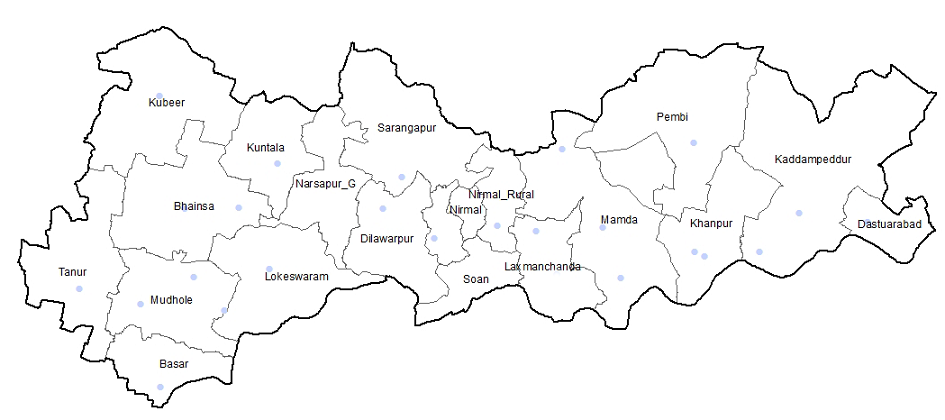 Kubeer
Sarangapur
Pembi
Kuntala
Kaddampeddur
Narsapur_G
Nirmal_Rural
Bhainsa
Nirmal
Mamda
Khanpur
Dastuarabad
Dilawarpur
Tanur
Lokeswaram
Soan
Laxmanchanda
Mudhole
Basar